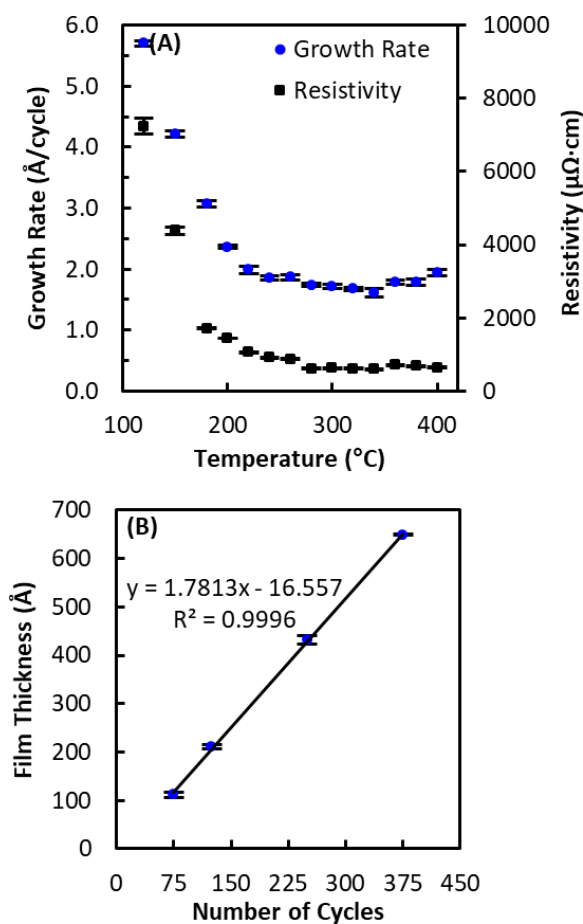 (A)
Growth Rate
Resistivity
Growth Rate (Å/cycle)
6.0
5.0
4.0
3.0
2.0
1.0
0.0
Resistivity (μΩ·cm)
10000
8000
6000
4000
2000
0
100
200
300
400
Temperature (°C)
(B)
y = 1.7813x - 16.557
R² = 0.9996
Film Thickness (Å)
700
600
500
400
300
200
100
0
0
75
150
225
300
375
450
Number of Cycles